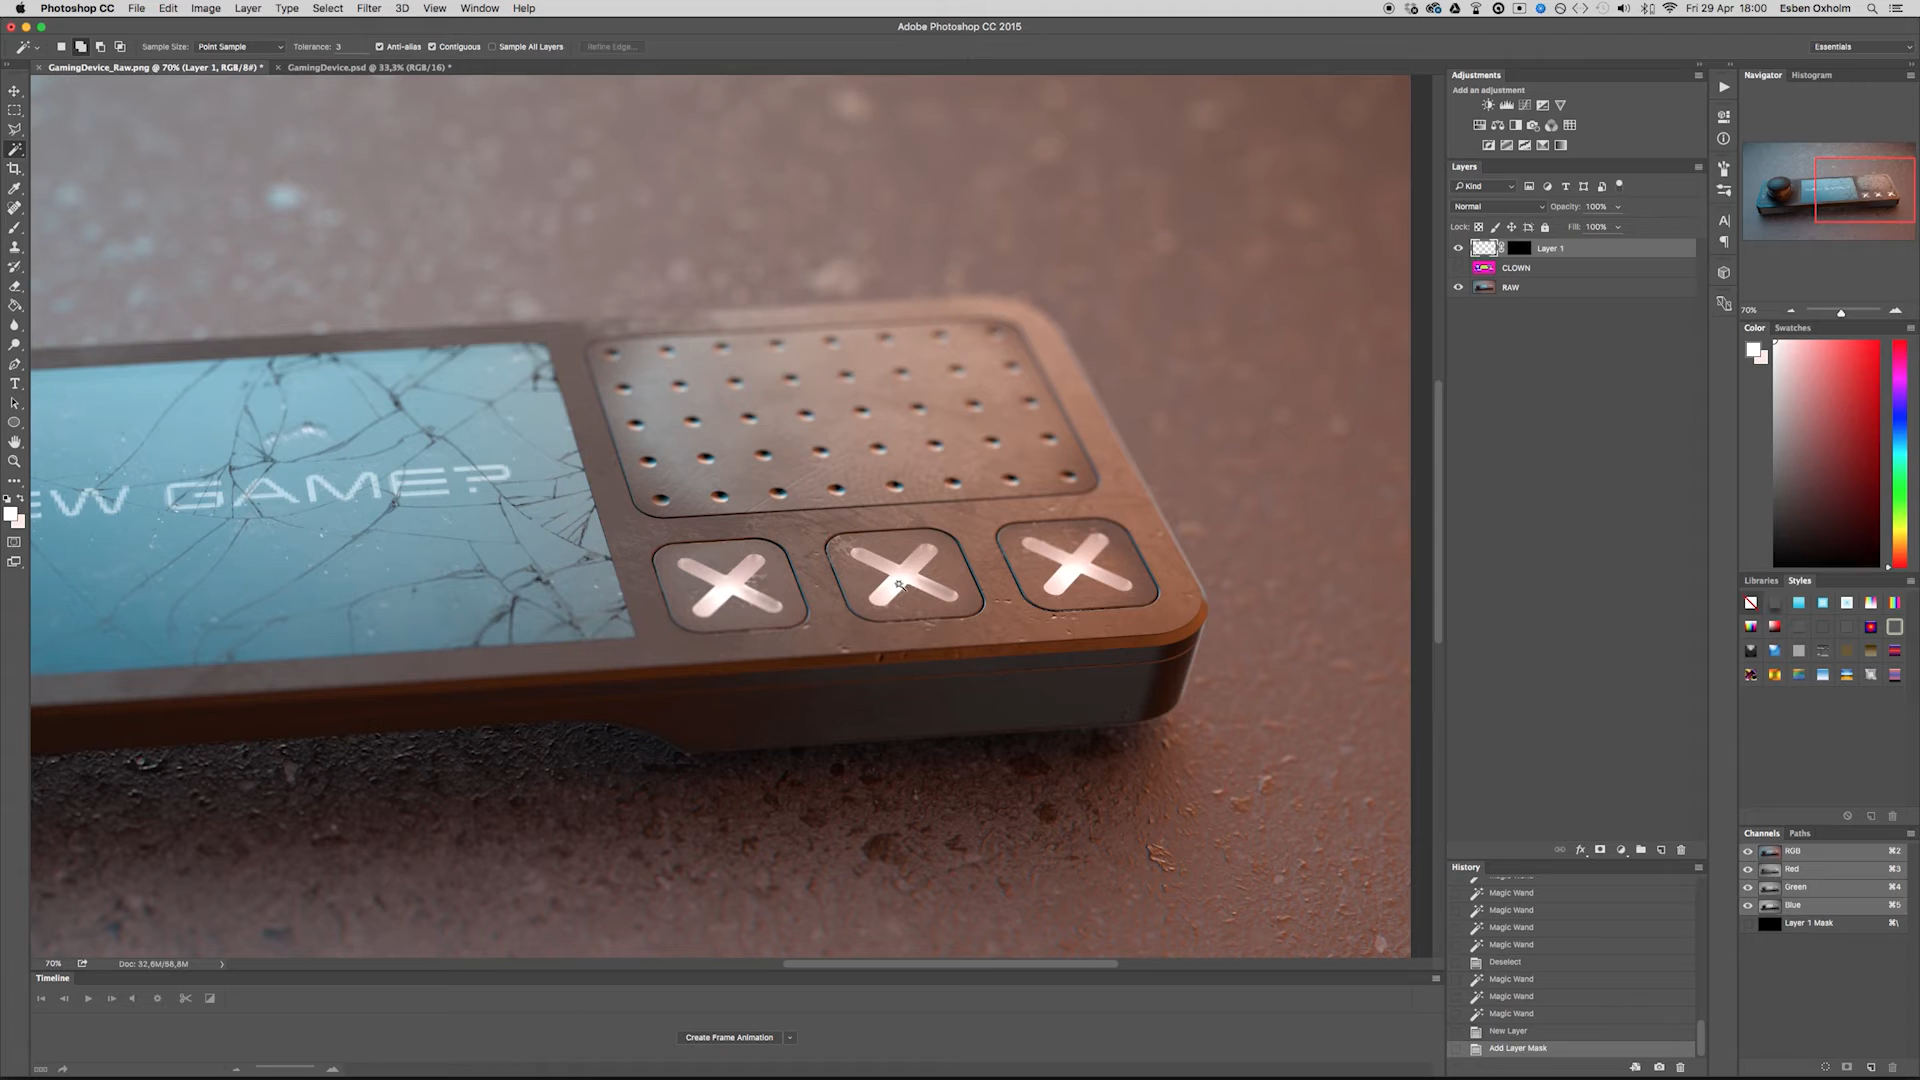 Photoshop CC File Edit Image Layer Type Select Filter 3D View Window Help Fri 29 Apr 18:00 Esben Oxholm
Adobe Photoshop CC 2015
Sample Size: Point Sample Tolerance: 3 Anti-alias Contiguous Sample All Layers Refine Edge... Essentials
GamingDevice_Raw.png @ 70% (Layer 1, RGB/8#) * GamingDevice.psd @ 33,3% (RGB/16) *
Adjustments
Add an adjustment
Layers
Kind
Normal Opacity: 100%
Lock: Fill: 100%
Layer 1
CLOWN
RAW
Navigator Histogram
70%
Color Swatches
Libraries Styles
Channels Paths
RGB ⌘2
Red ⌘3
Green ⌘4
Blue ⌘5
Layer 1 Mask ⌘\
History
Magic Wand
Magic Wand
Magic Wand
Magic Wand
Magic Wand
Deselect
Magic Wand
Magic Wand
Magic Wand
New Layer
Add Layer Mask
EW GAME?
70% Doc: 32,6M/58,8M
Timeline
Create Frame Animation